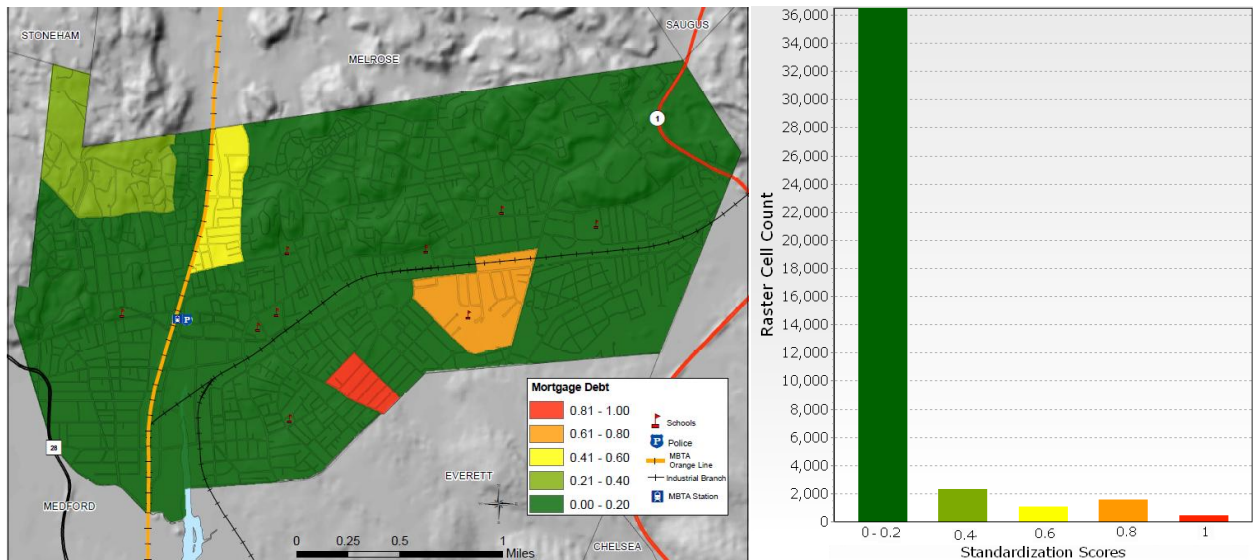 STONEHAM
MELROSE
SAUGUS
1
28
MEDFORD
EVERETT
CHELSEA
P
Mortgage Debt
0.81 - 1.00
0.61 - 0.80
0.41 - 0.60
0.21 - 0.40
0.00 - 0.20
Schools
P Police
MBTA
Orange Line
Industrial Branch
MBTA Station
0 0.25 0.5 1
Miles
Raster Cell Count
36,000
34,000
32,000
30,000
28,000
26,000
24,000
22,000
20,000
18,000
16,000
14,000
12,000
10,000
8,000
6,000
4,000
2,000
0
0 - 0.2 0.4 0.6 0.8 1
Standardization Scores